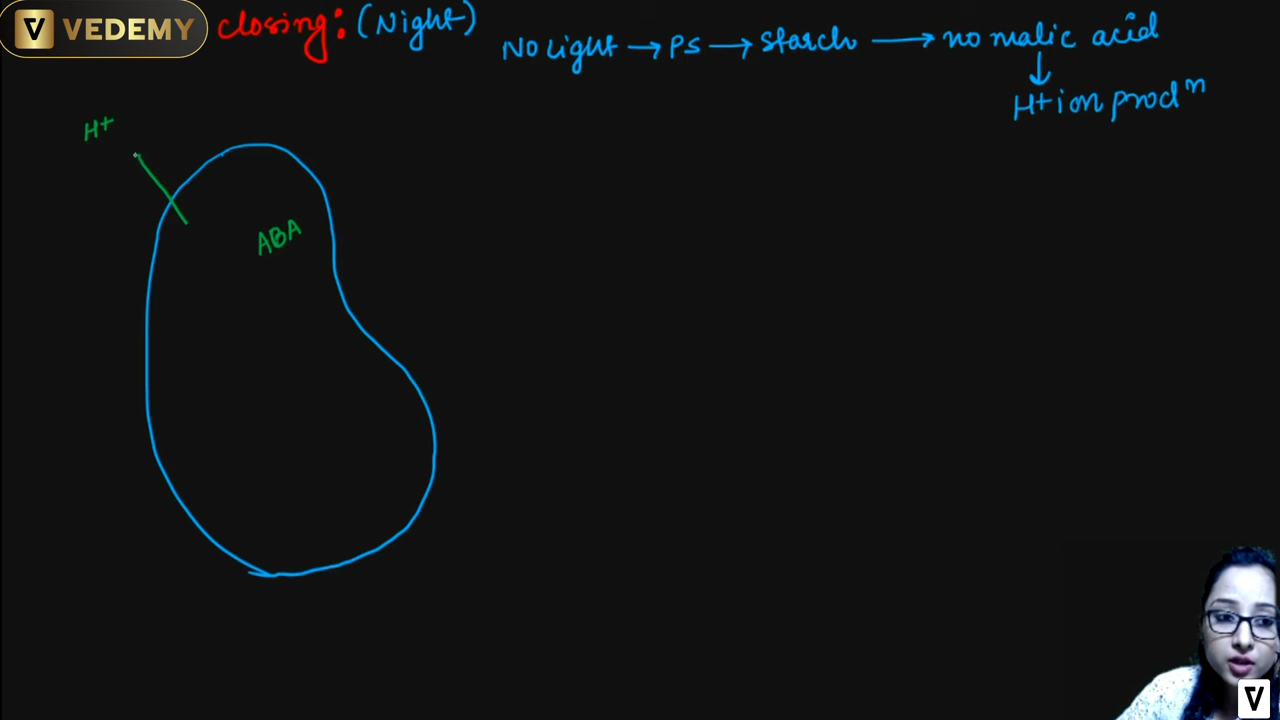 VEDEMY
closing: (Night)
No Light → PS → Starch → no malic acid
↓
H+ ion prodⁿ
H+
ABA